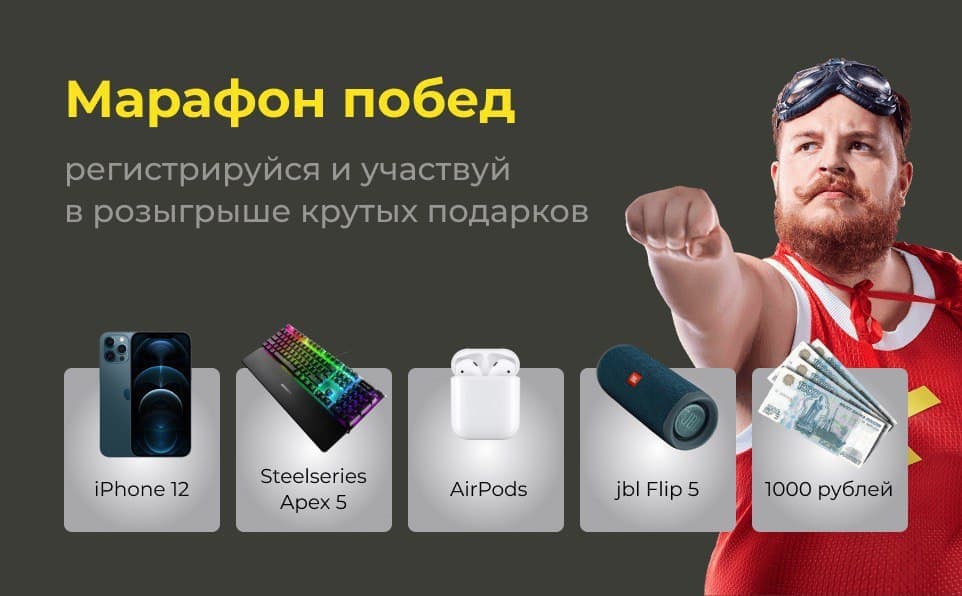 Марафон побед
регистрируйся и участвуй
в розыгрыше крутых подарков
iPhone 12
Steelseries
Apex 5
AirPods
jbl Flip 5
1000 рублей